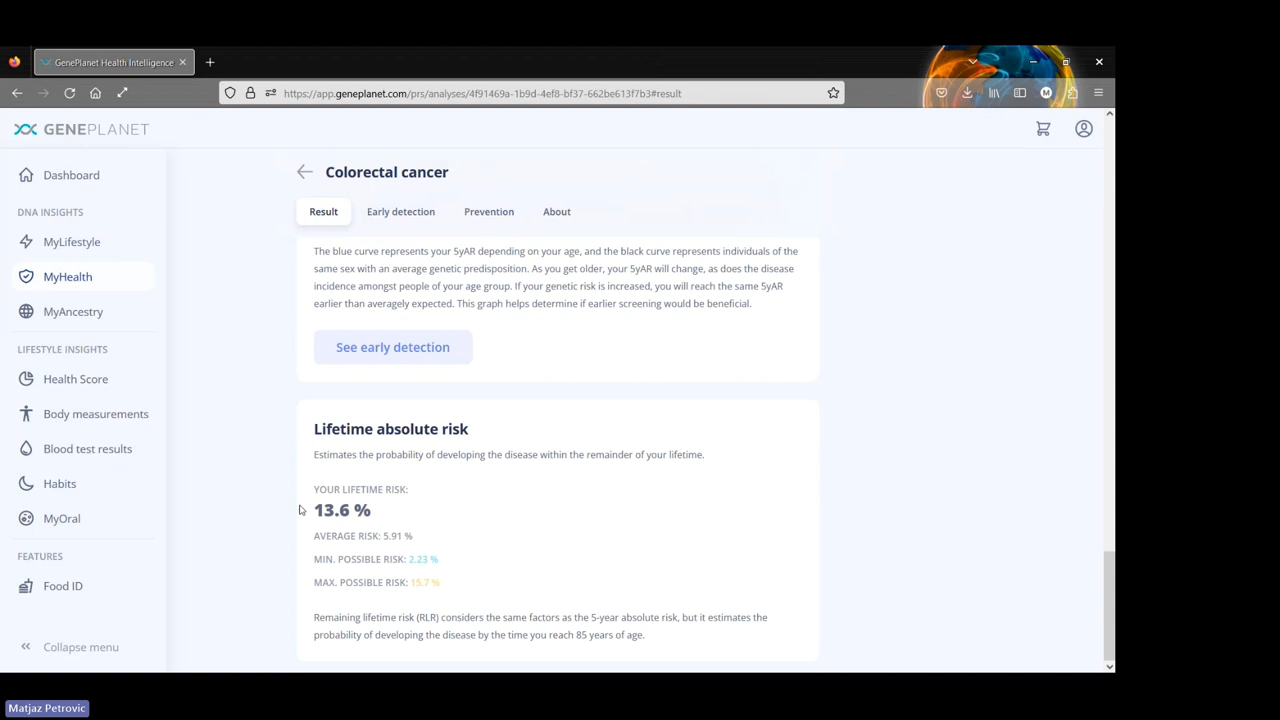 GenePlanet Health Intelligence
https://app.geneplanet.com/prs/analyses/4f91469a-1b9d-4ef8-bf37-662be613f7b3#result
M
GENEPLANET
Dashboard
DNA INSIGHTS
MyLifestyle
MyHealth
MyAncestry
LIFESTYLE INSIGHTS
Health Score
Body measurements
Blood test results
Habits
MyOral
FEATURES
Food ID
Collapse menu
Colorectal cancer
Result Early detection Prevention About
The blue curve represents your 5yAR depending on your age, and the black curve represents individuals of the
same sex with an average genetic predisposition. As you get older, your 5yAR will change, as does the disease
incidence amongst people of your age group. If your genetic risk is increased, you will reach the same 5yAR
earlier than averagely expected. This graph helps determine if earlier screening would be beneficial.
See early detection
Lifetime absolute risk
Estimates the probability of developing the disease within the remainder of your lifetime.
YOUR LIFETIME RISK:
13.6 %
AVERAGE RISK: 5.91 %
MIN. POSSIBLE RISK: 2.23 %
MAX. POSSIBLE RISK: 15.7 %
Remaining lifetime risk (RLR) considers the same factors as the 5-year absolute risk, but it estimates the
probability of developing the disease by the time you reach 85 years of age.
Matjaz Petrovic